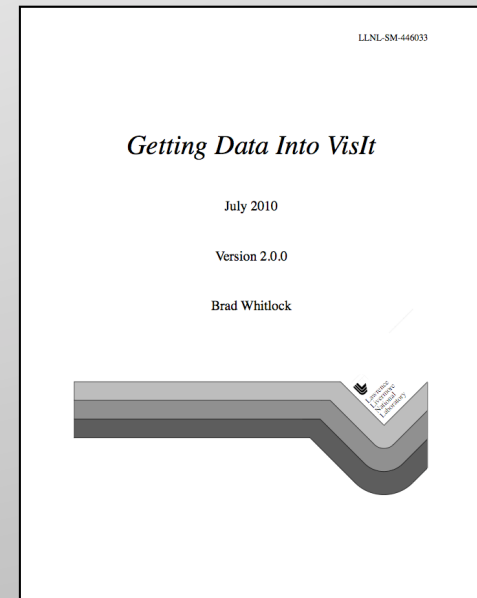 LLNL-SM-446033
Getting Data Into VisIt
July 2010
Version 2.0.0
Brad Whitlock
Lawrence
Livermore
National
Laboratory